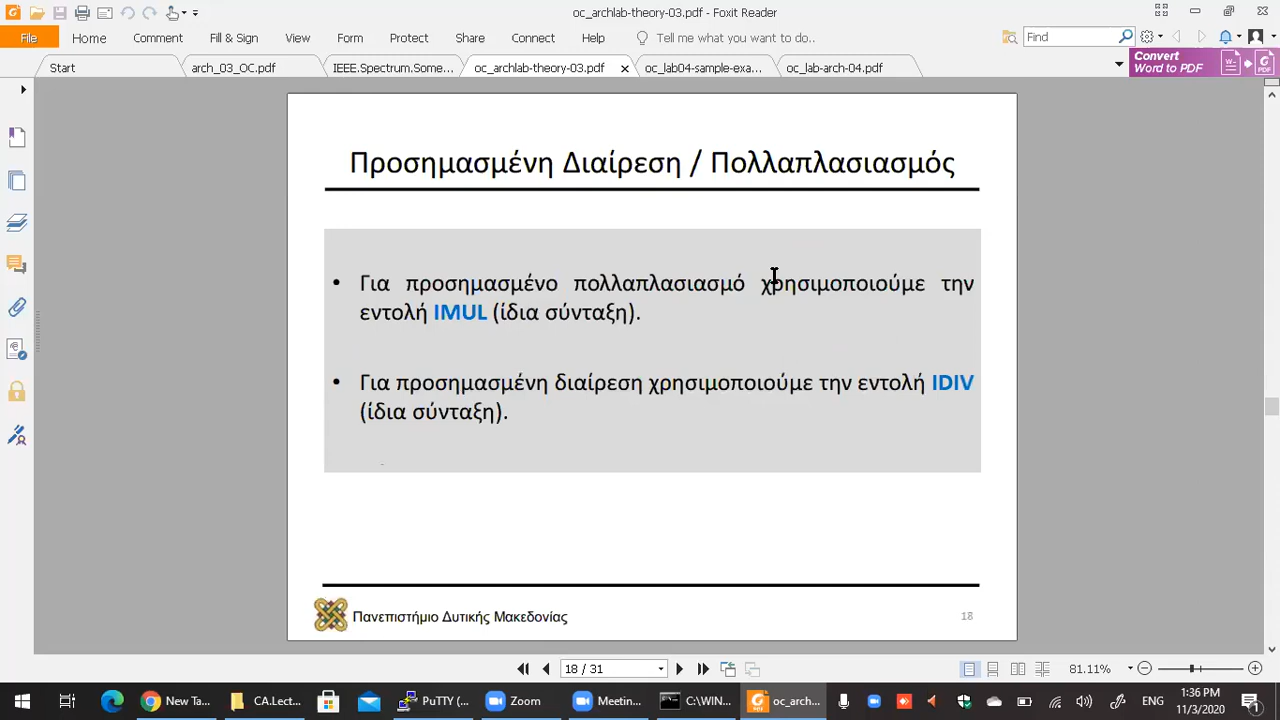 oc_archlab-theory-03.pdf - Foxit Reader
File Home Comment Fill & Sign View Form Protect Share Connect Help Tell me what you want to do.. Find
Start arch_03_OC.pdf IEEE.Spectrum.Some... oc_archlab-theory-03.pdf oc_lab04-sample-exa... oc_lab-arch-04.pdf
Convert
Word to PDF
Προσημασμένη Διαίρεση / Πολλαπλασιασμός
• Για προσημασμένο πολλαπλασιασμό χρησιμοποιούμε την
εντολή IMUL (ίδια σύνταξη).
• Για προσημασμένη διαίρεση χρησιμοποιούμε την εντολή IDIV
(ίδια σύνταξη).
Πανεπιστήμιο Δυτικής Μακεδονίας
18
18 / 31
81.11%
New Ta... CA.Lect... PuTTY (... Zoom Meetin... C:\WIN... oc_arch... ENG
1:36 PM
11/3/2020